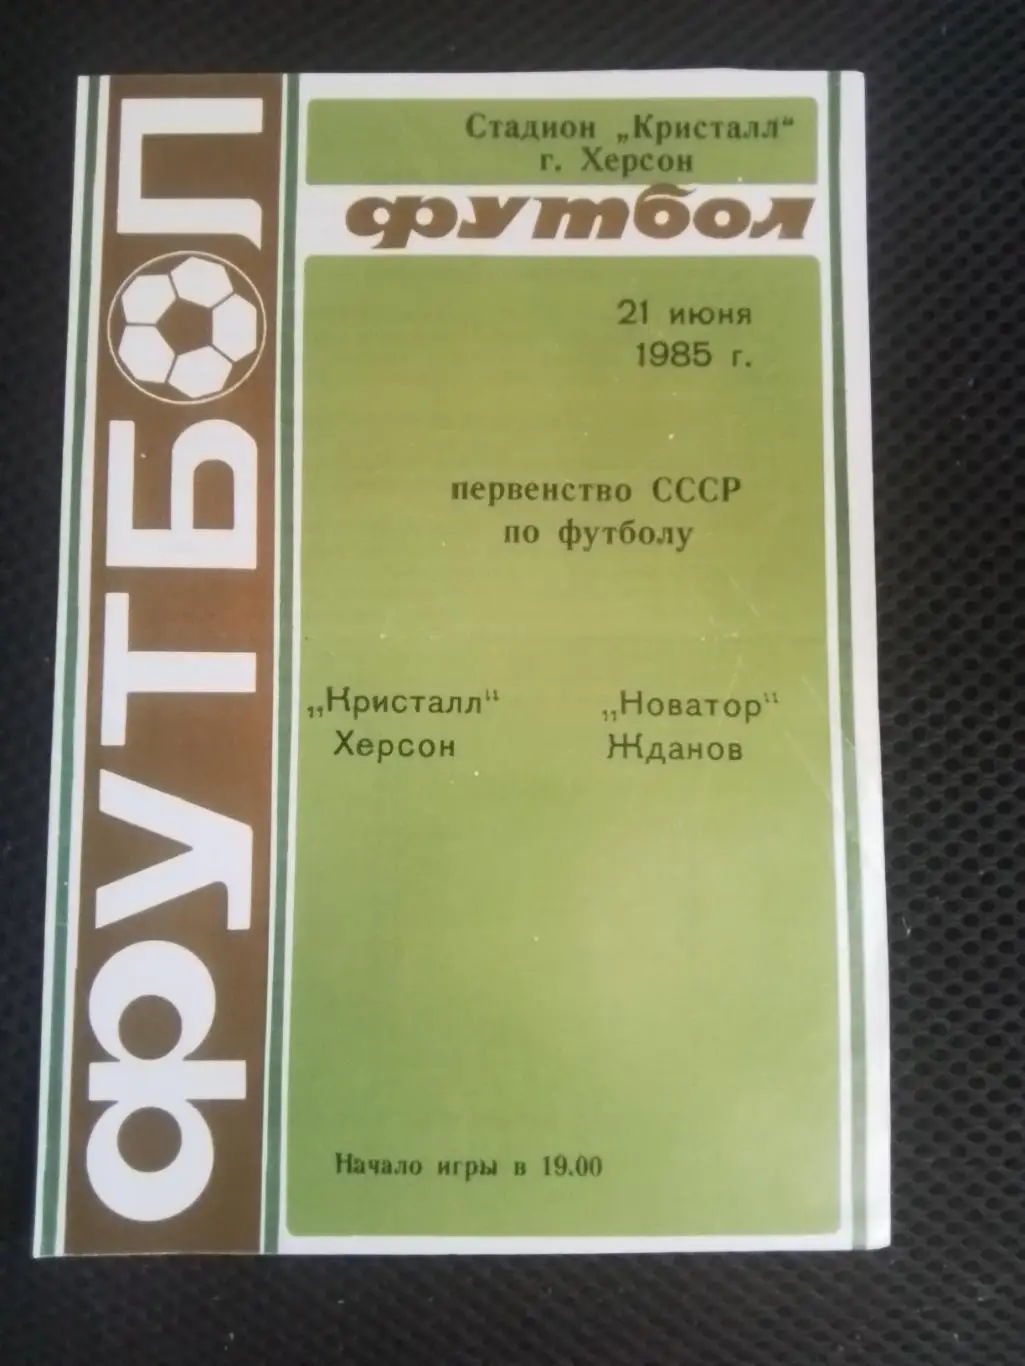 ФУТБОЛ
Стадион „Кристалл“
г. Херсон
футбол
21 июня
1985 г.
первенство СССР
по футболу
„Кристалл" „Новатор"
Херсон Жданов
Начало игры в 19.00